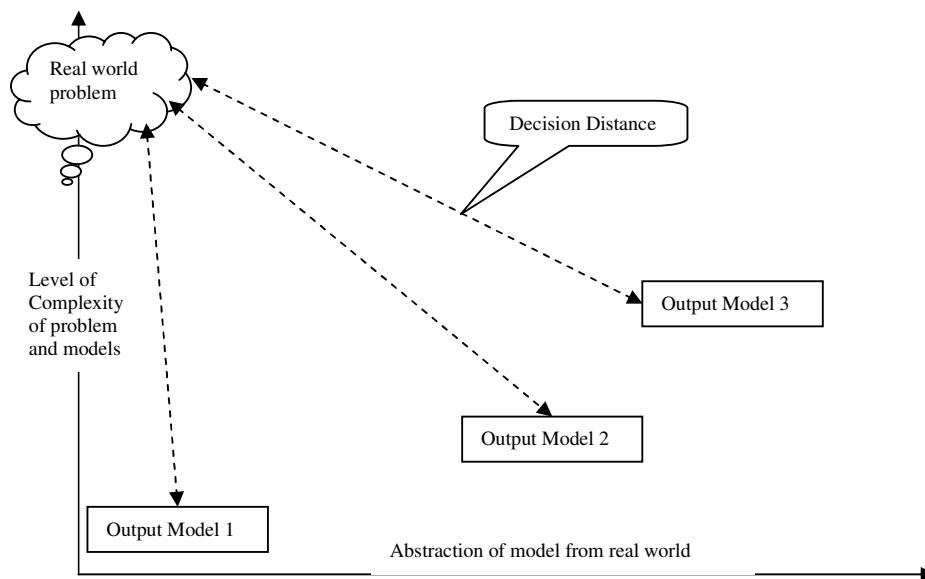 Real world
problem
Decision Distance
Level of
Complexity
of problem
and models
Output Model 3
Output Model 2
Output Model 1
Abstraction of model from real world